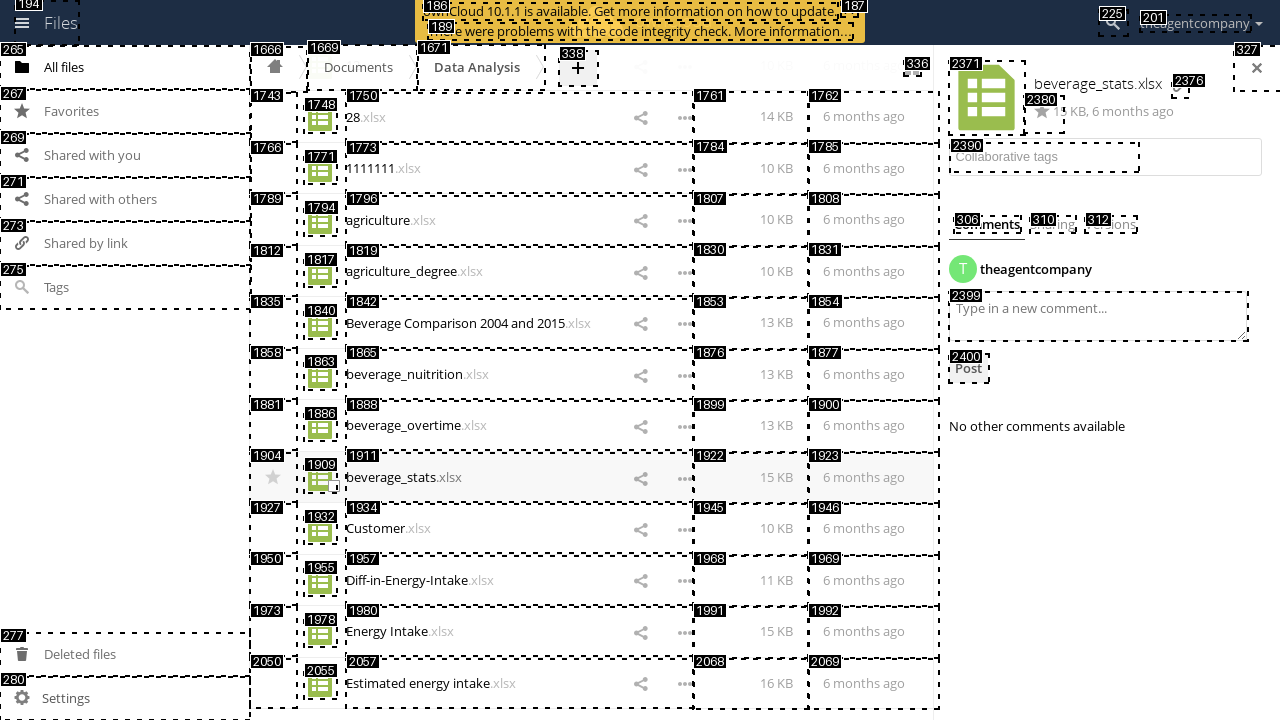 194
Files
186
ownCloud 10.1.1 is available. Get more information on how to update.
187
189
There were problems with the code integrity check. More information…
225
201
theagentcompany
265
All files
267
Favorites
269
Shared with you
271
Shared with others
273
Shared by link
275
Tags
277
Deleted files
280
Settings
1666
1669
Documents
1671
Data Analysis
338
+
336
1743
1748
1750
28.xlsx
1761
14 KB
1762
6 months ago
1766
1771
1773
1111111.xlsx
1784
10 KB
1785
6 months ago
1789
1794
1796
agriculture.xlsx
1807
10 KB
1808
6 months ago
1812
1817
1819
agriculture_degree.xlsx
1830
10 KB
1831
6 months ago
1835
1840
1842
Beverage Comparison 2004 and 2015.xlsx
1853
13 KB
1854
6 months ago
1858
1863
1865
beverage_nuitrition.xlsx
1876
13 KB
1877
6 months ago
1881
1886
1888
beverage_overtime.xlsx
1899
13 KB
1900
6 months ago
1904
1909
1911
beverage_stats.xlsx
1922
15 KB
1923
6 months ago
1927
1932
1934
Customer.xlsx
1945
10 KB
1946
6 months ago
1950
1955
1957
Diff-in-Energy-Intake.xlsx
1968
11 KB
1969
6 months ago
1973
1978
1980
Energy Intake.xlsx
1991
15 KB
1992
6 months ago
2050
2055
2057
Estimated energy intake.xlsx
2068
16 KB
2069
6 months ago
327
2371
beverage_stats.xlsx
2376
2380
15 KB, 6 months ago
2390
Collaborative tags
306
Comments
310
Sharing
312
Versions
T
theagentcompany
2399
Type in a new comment...
2400
Post
No other comments available